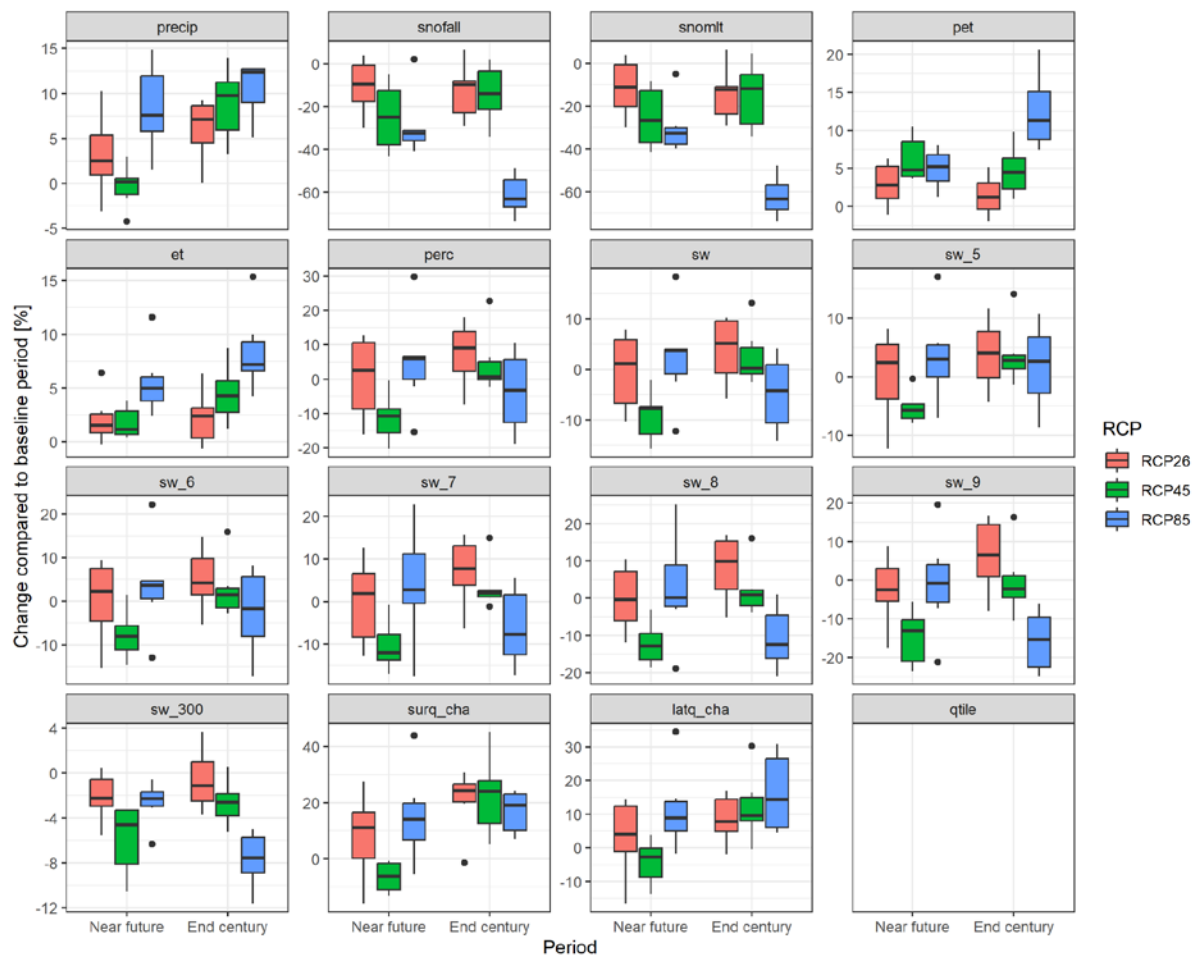 precip
snofall
snomlt
pet
15
10
5
0
-5
0
-20
-40
-60
0
-20
-40
-60
20
15
10
5
0
et
perc
sw
sw_5
15
10
5
0
30
20
10
0
-10
-20
10
0
-10
10
0
-10
sw_6
sw_7
sw_8
sw_9
20
10
0
-10
20
10
0
-10
20
10
0
-10
-20
20
10
0
-10
-20
sw_300
surq_cha
latq_cha
qtile
4
0
-4
-8
-12
40
20
0
30
20
10
0
-10
Near future
End century
Near future
End century
Near future
End century
Near future
End century
Period
Change compared to baseline period [%]
RCP
RCP26
RCP45
RCP85